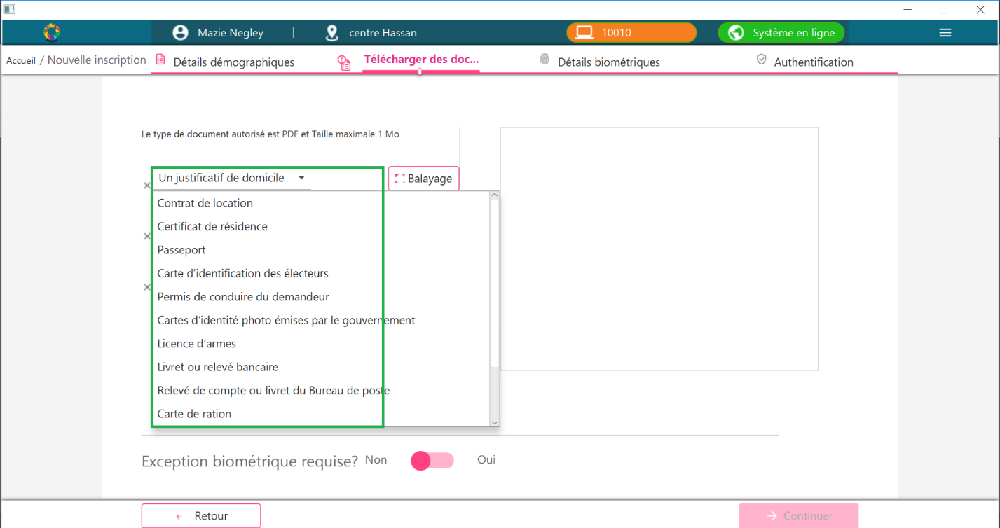 Mazie Negley | centre Hassan 10010 Système en ligne
Accueil / Nouvelle inscription Détails démographiques Télécharger des doc... Détails biométriques Authentification
Le type de document autorisé est PDF et Taille maximale 1 Mo
Un justificatif de domicile Balayage
Contrat de location
Certificat de résidence
Passeport
Carte d'identification des électeurs
Permis de conduire du demandeur
Cartes d'identité photo émises par le gouvernement
Licence d'armes
Livret ou relevé bancaire
Relevé de compte ou livret du Bureau de poste
Carte de ration
Exception biométrique requise? Non Oui
Retour Continuer